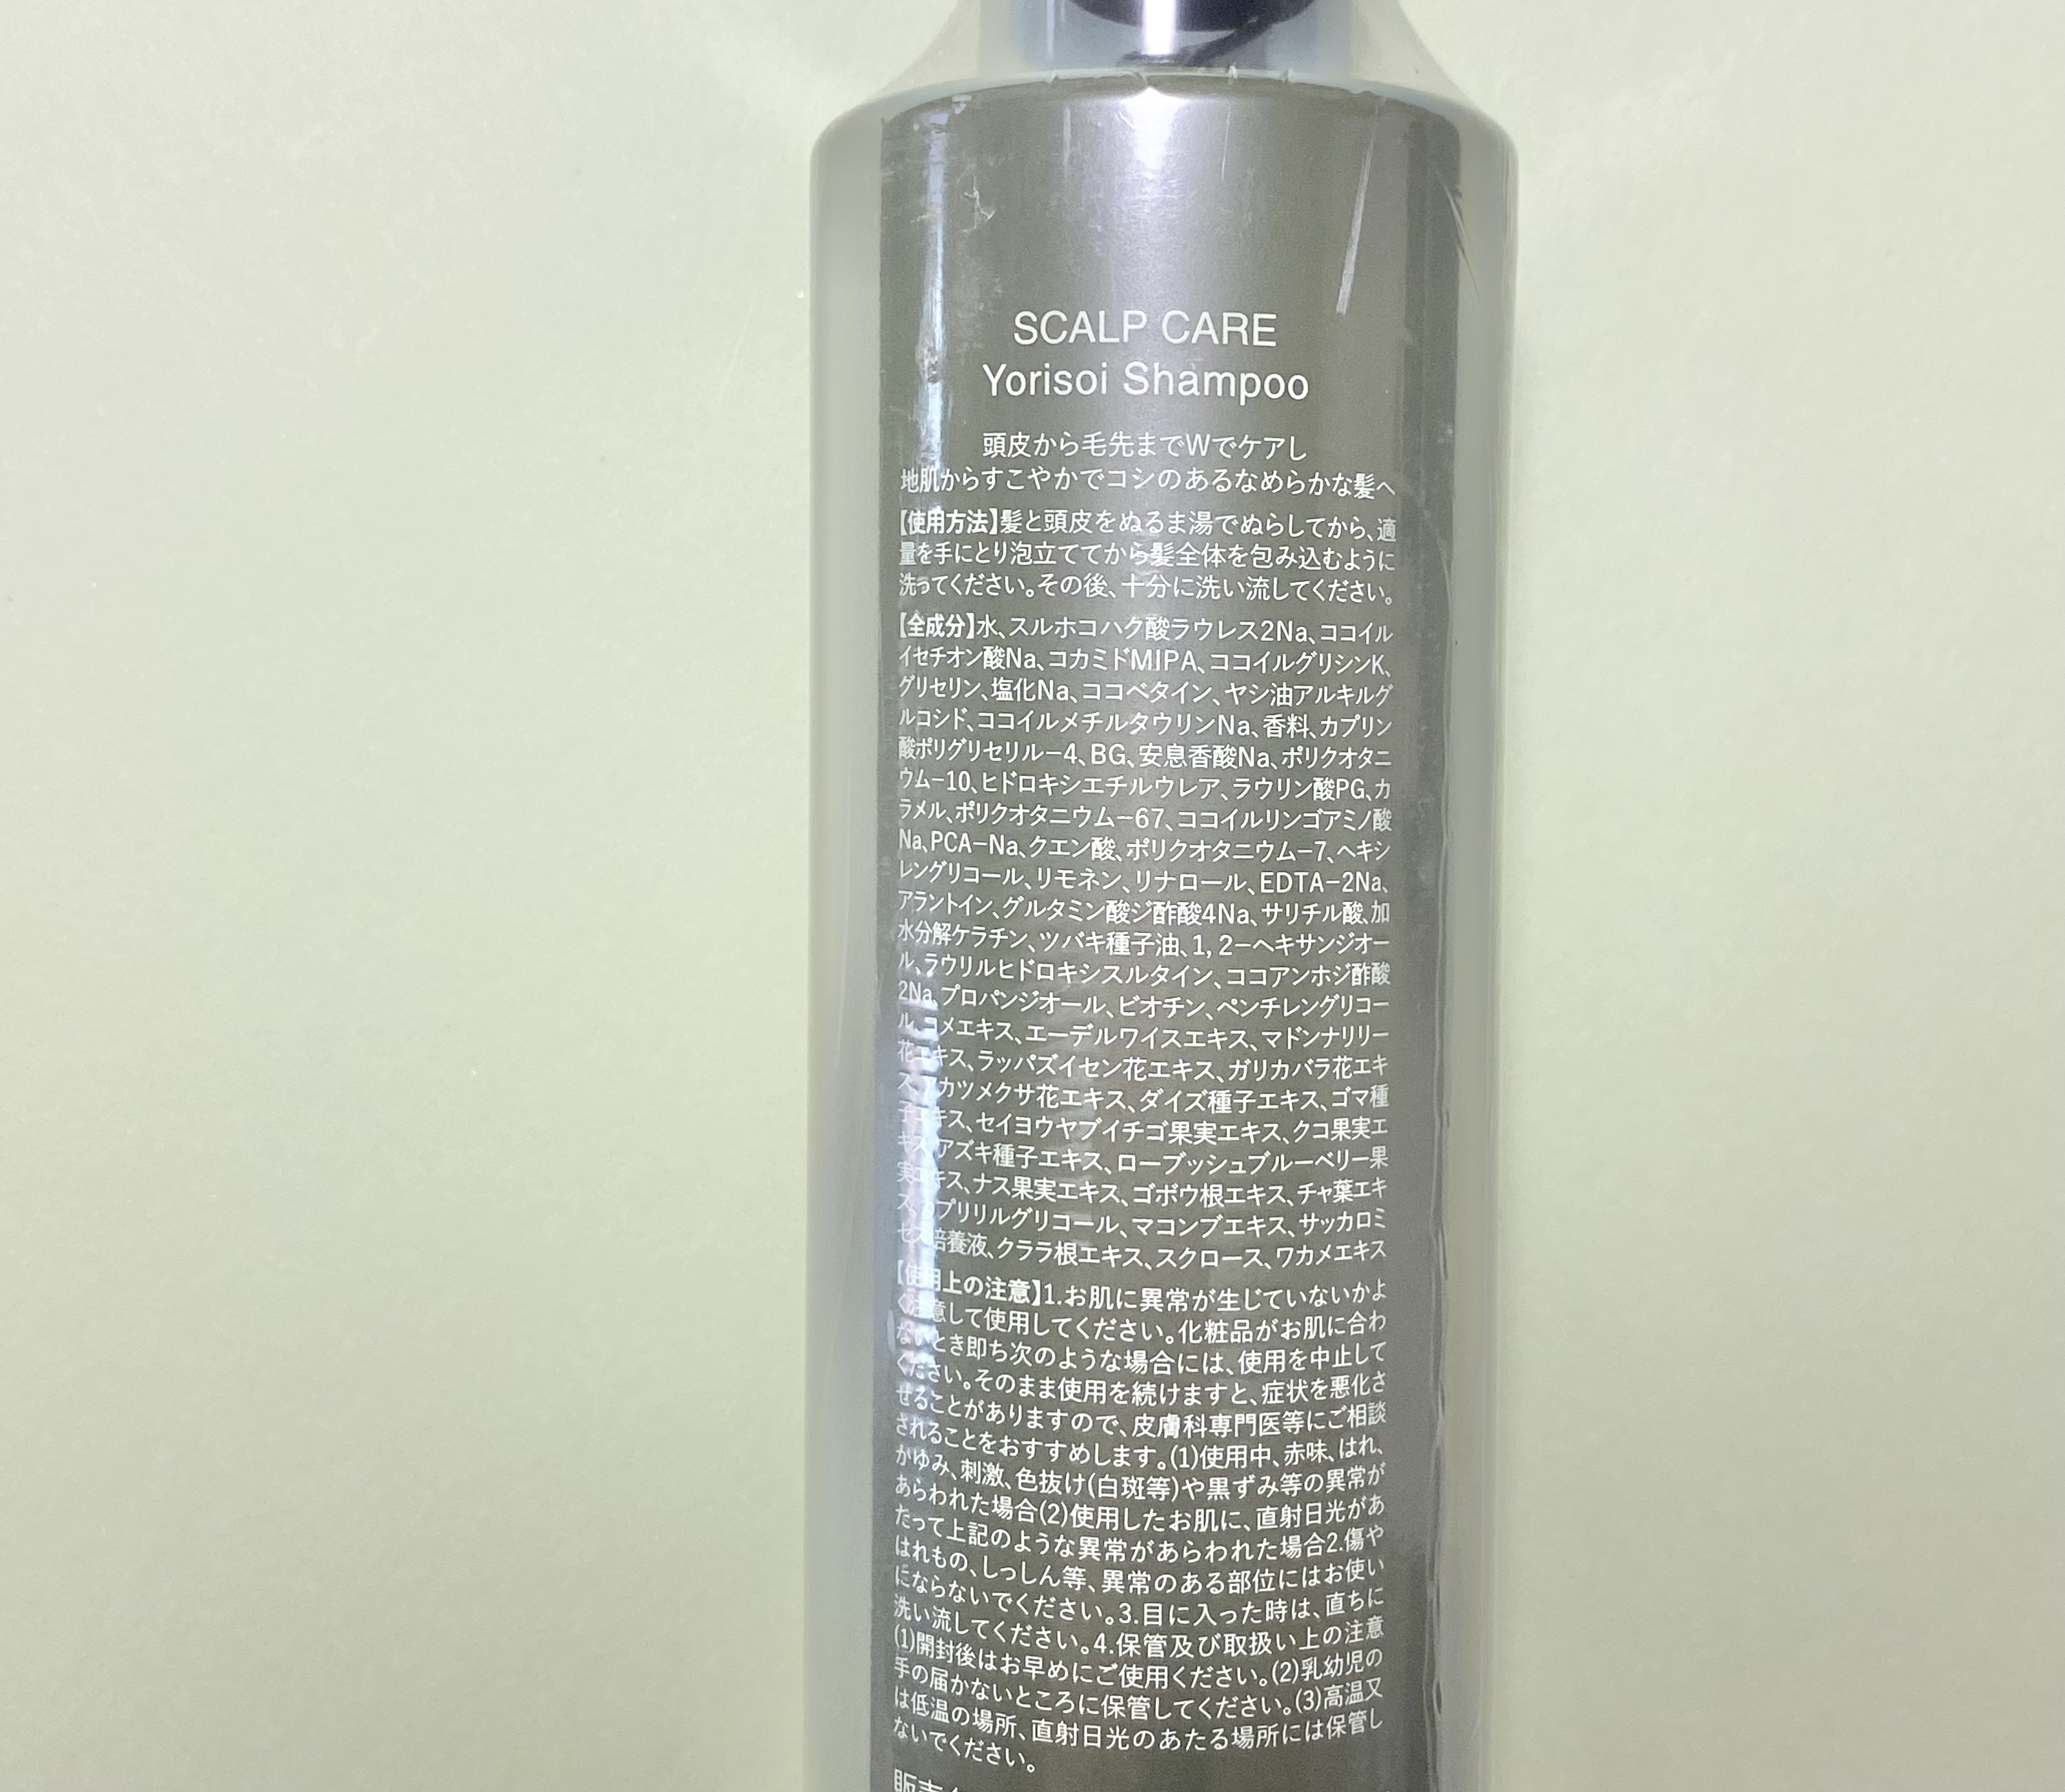 SCALP CARE
Yorisoi Shampoo
頭皮から毛先までWでケアし
地肌からすこやかでコシのあるなめらかな髪へ
【使用方法】髪と頭皮をぬるま湯でぬらしてから、適
量を手にとり泡立ててから髪全体を包み込むように
洗ってください。その後、十分に洗い流してください。
【全成分】水、スルホコハク酸ラウレス2Na、ココイル
イセチオン酸Na、コカミドMIPA、ココイルグリシンK、
グリセリン、塩化Na、ココベタイン、ヤシ油アルキルグ
ルコシド、ココイルメチルタウリンNa、香料、カプリン
酸ポリグリセリル−4、BG、安息香酸Na、ポリクオタニ
ウム−10、ヒドロキシエチルウレア、ラウリン酸PG、カ
ラメル、ポリクオタニウム−67、ココイルリンゴアミノ酸
Na、PCA−Na、クエン酸、ポリクオタニウム−7、ヘキシ
レングリコール、リモネン、リナロール、EDTA−2Na、
アラントイン、グルタミン酸ジ酢酸4Na、サリチル酸、加
水分解ケラチン、ツバキ種子油、1, 2−ヘキサンジオー
ル、ラウリルヒドロキシスルタイン、ココアンホジ酢酸
2Na、プロパンジオール、ビオチン、ペンチレングリコー
ル、コメエキス、エーデルワイスエキス、マドンナリリー
花エキス、ラッパズイセン花エキス、ガリカバラ花エキ
ス、アカツメクサ花エキス、ダイズ種子エキス、ゴマ種
子エキス、セイヨウヤブイチゴ果実エキス、クコ果実エ
キス、アズキ種子エキス、ローブッシュブルーベリー果
実エキス、ナス果実エキス、ゴボウ根エキス、チャ葉エキ
ス、カプリリルグリコール、マコンブエキス、サッカロミ
セス培養液、クララ根エキス、スクロース、ワカメエキス
【使用上の注意】1.お肌に異常が生じていないかよ
く注意して使用してください。化粧品がお肌に合わ
ないとき即ち次のような場合には、使用を中止して
ください。そのまま使用を続けますと、症状を悪化さ
せることがありますので、皮膚科専門医等にご相談
されることをおすすめします。(1)使用中、赤味、はれ、
かゆみ、刺激、色抜け(白斑等)や黒ずみ等の異常が
あらわれた場合(2)使用したお肌に、直射日光があ
たって上記のような異常があらわれた場合2.傷や
はれもの、しっしん等、異常のある部位にはお使い
にならないでください。3.目に入った時は、直ちに
洗い流してください。4.保管及び取扱い上の注意
(1)開封後はお早めにご使用ください。(2)乳幼児の
手の届かないところに保管してください。(3)高温又
は低温の場所、直射日光のあたる場所には保管し
ないでください。